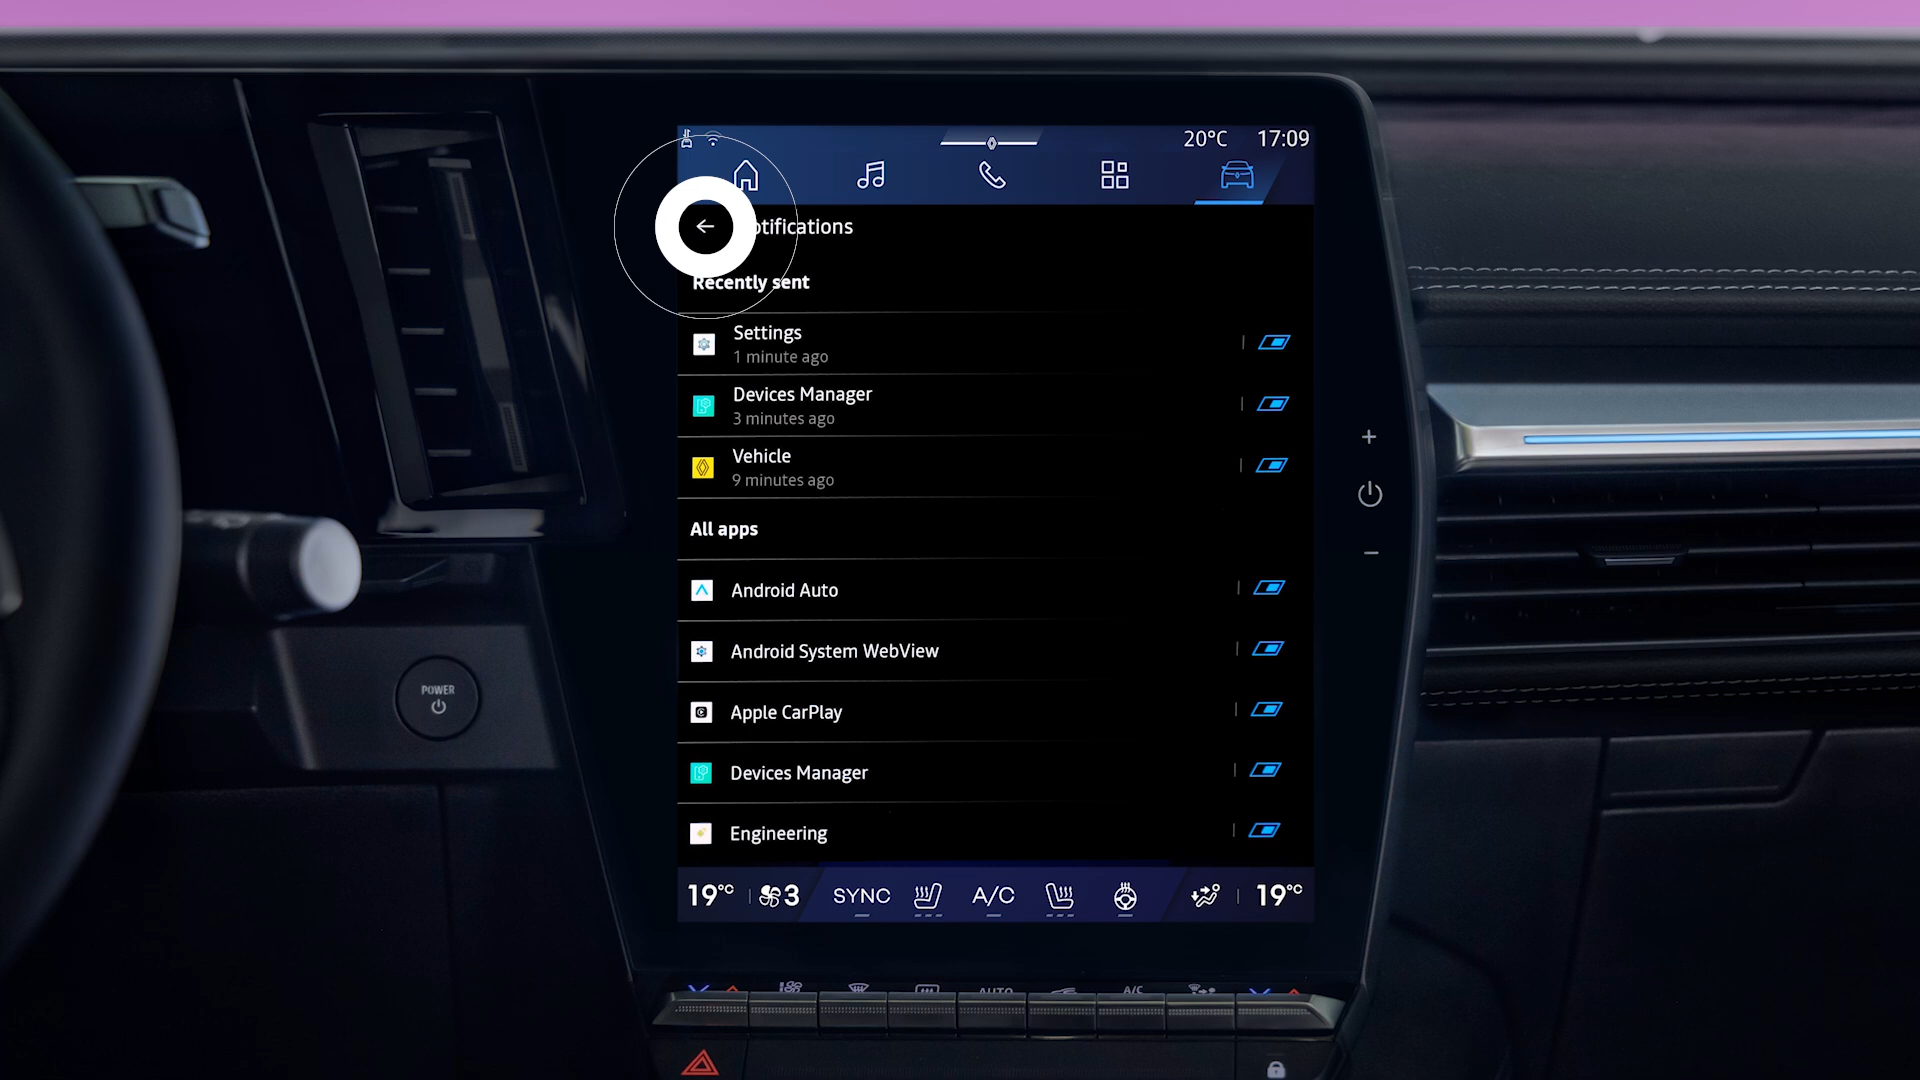 20°C 17:09
otifications
Recently sent
Settings
1 minute ago
Devices Manager
3 minutes ago
Vehicle
9 minutes ago
All apps
Android Auto
Android System WebView
Apple CarPlay
Devices Manager
Engineering
19°C 3 SYNC A/C 19°C
+
−
POWER
AUTO A/C